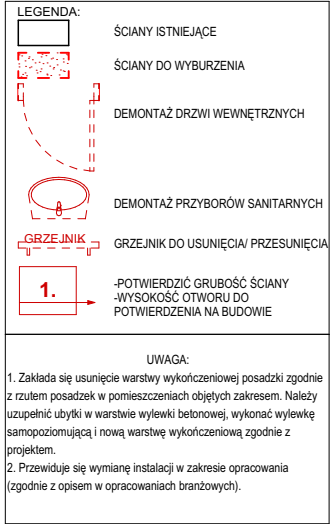 LEGENDA:
ŚCIANY ISTNIEJĄCE
ŚCIANY DO WYBURZENIA
DEMONTAŻ DRZWI WEWNĘTRZNYCH
DEMONTAŻ PRZYBORÓW SANITARNYCH
GRZEJNIK GRZEJNIK DO USUNIĘCIA/ PRZESUNIĘCIA
1.
-POTWIERDZIĆ GRUBOŚĆ ŚCIANY
-WYSOKOŚĆ OTWORU DO
POTWIERDZENIA NA BUDOWIE
UWAGA:
1. Zakłada się usunięcie warstwy wykończeniowej posadzki zgodnie
z rzutem posadzek w pomieszczeniach objętych zakresem. Należy
uzupełnić ubytki w warstwie wylewki betonowej, wykonać wylewkę
samopoziomującą i nową warstwę wykończeniową zgodnie z
projektem.
2. Przewiduje się wymianę instalacji w zakresie opracowania
(zgodnie z opisem w opracowaniach branżowych).